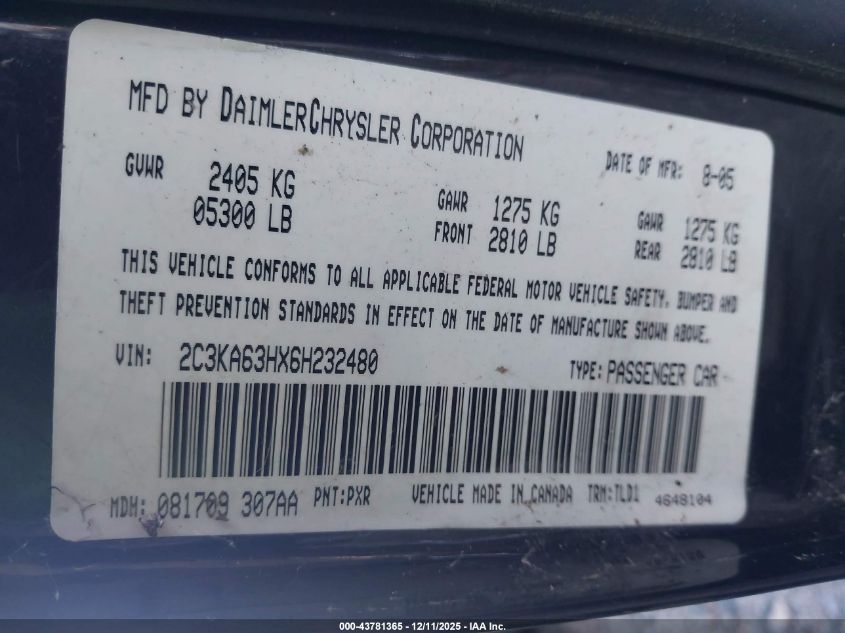 MFD BY DAIMLERCHRYSLER CORPORATION
DATE OF MFR: 8-05
GVWR 2405 KG
05300 LB
GAWR FRONT 1275 KG
2810 LB
GAWR REAR 1275 KG
2810 LB
THIS VEHICLE CONFORMS TO ALL APPLICABLE FEDERAL MOTOR VEHICLE SAFETY, BUMPER AND
THEFT PREVENTION STANDARDS IN EFFECT ON THE DATE OF MANUFACTURE SHOWN ABOVE.
VIN: 2C3KA63HX6H232480 TYPE: PASSENGER CAR
MDH: 081709 307AA PNT:PXR VEHICLE MADE IN CANADA TRM:TLD1 4648104
000-43781365 - 12/11/2025 - IAA Inc.